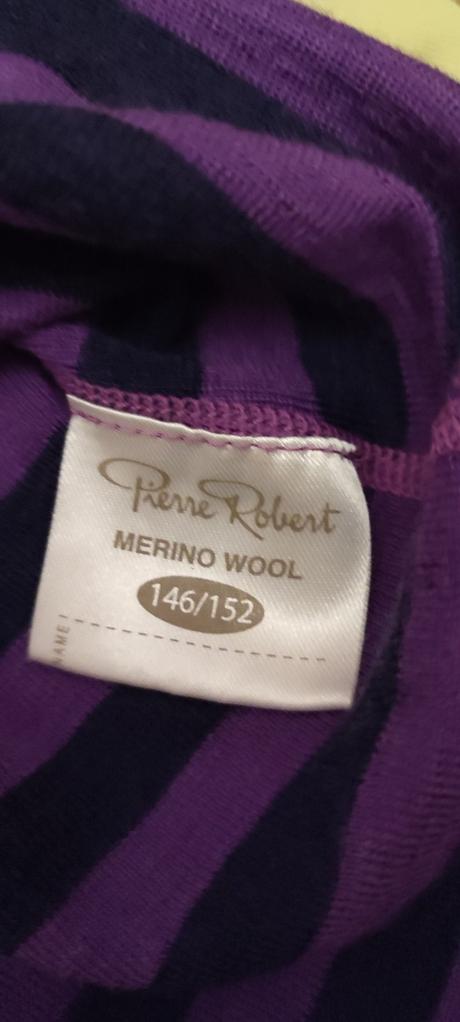 Pierre Robert
MERINO WOOL
146/152
NAME